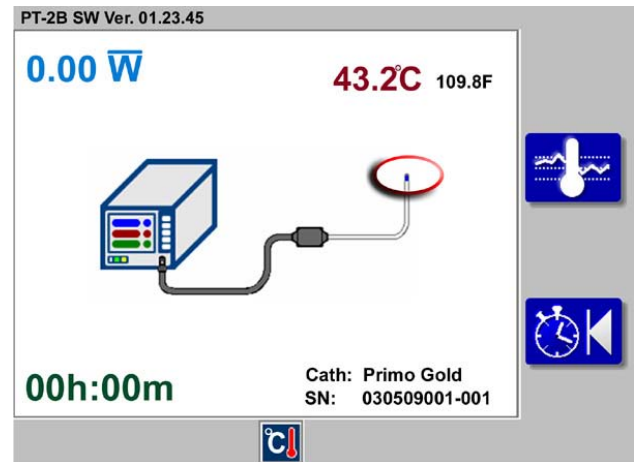 PT-2B SW Ver. 01.23.45
0.00 W̅
43.2°C 109.8F
00h:00m
Cath: Primo Gold
SN: 030509001-001
°C